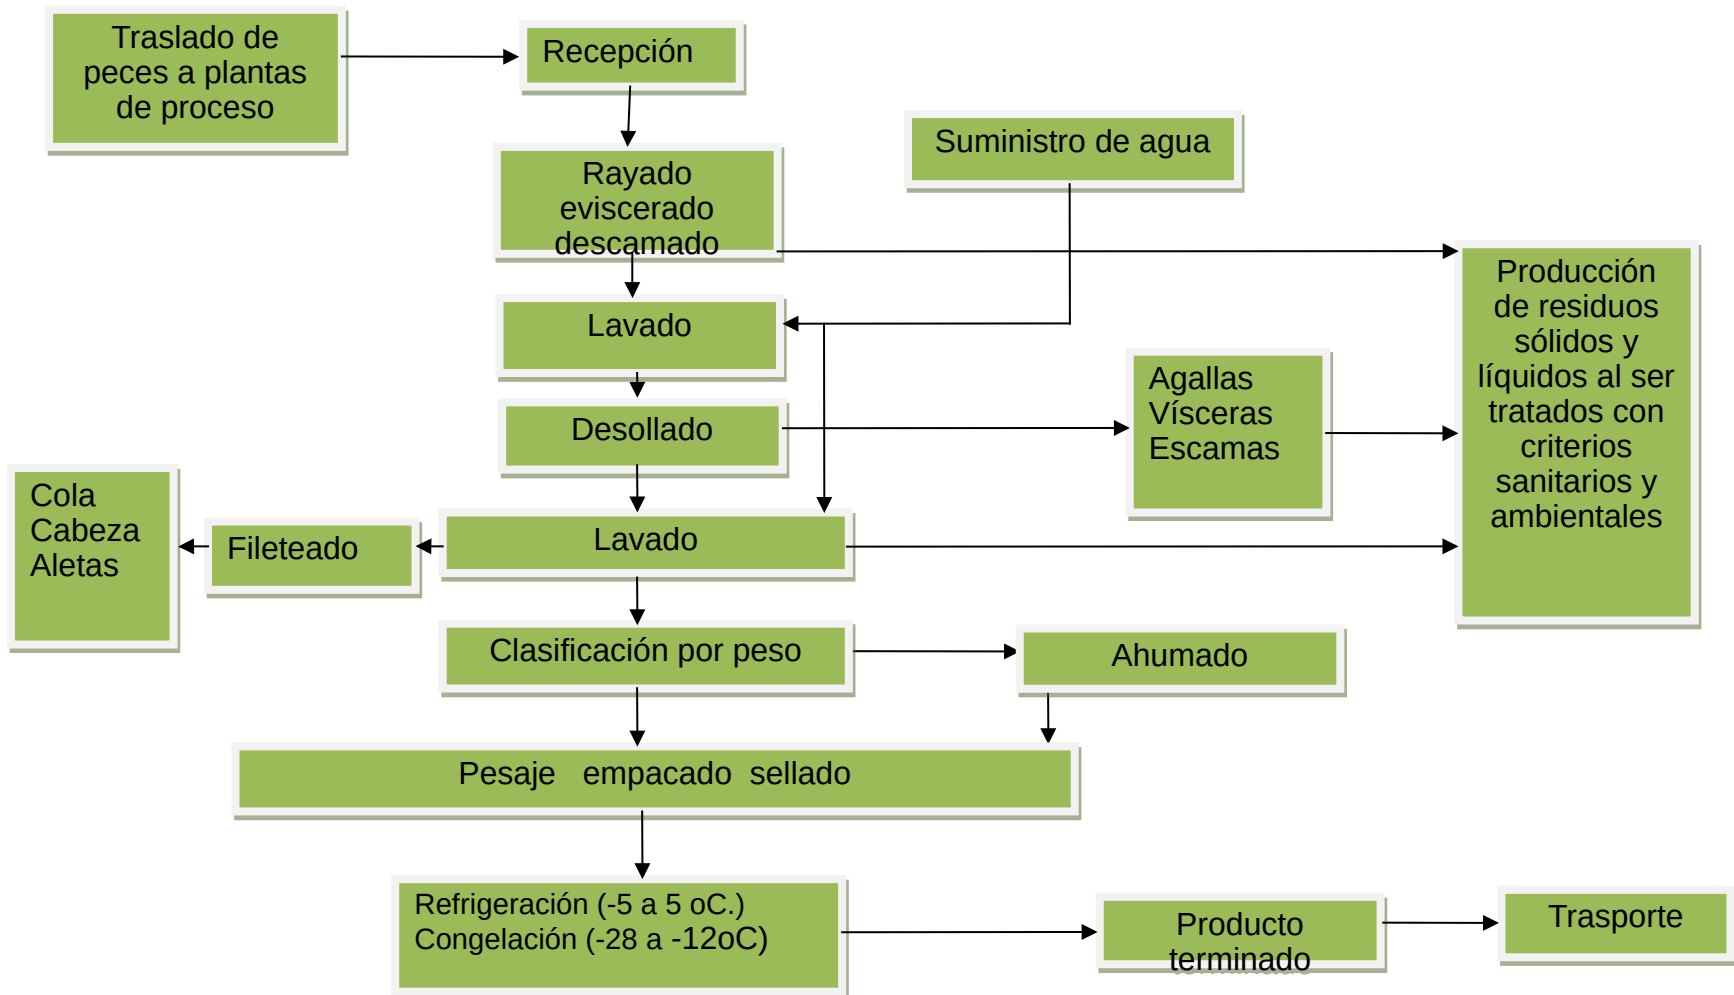 Traslado de
peces a plantas
de proceso
Recepción
Suministro de agua
Rayado
eviscerado
descamado
Producción
de residuos
sólidos y
líquidos al ser
tratados con
criterios
sanitarios y
ambientales
Lavado
Agallas
Vísceras
Escamas
Desollado
Cola
Cabeza
Aletas
Fileteado
Lavado
Clasificación por peso
Ahumado
Pesaje empacado sellado
Refrigeración (-5 a 5 oC.)
Congelación (-28 a -12oC)
Producto
terminado
Trasporte